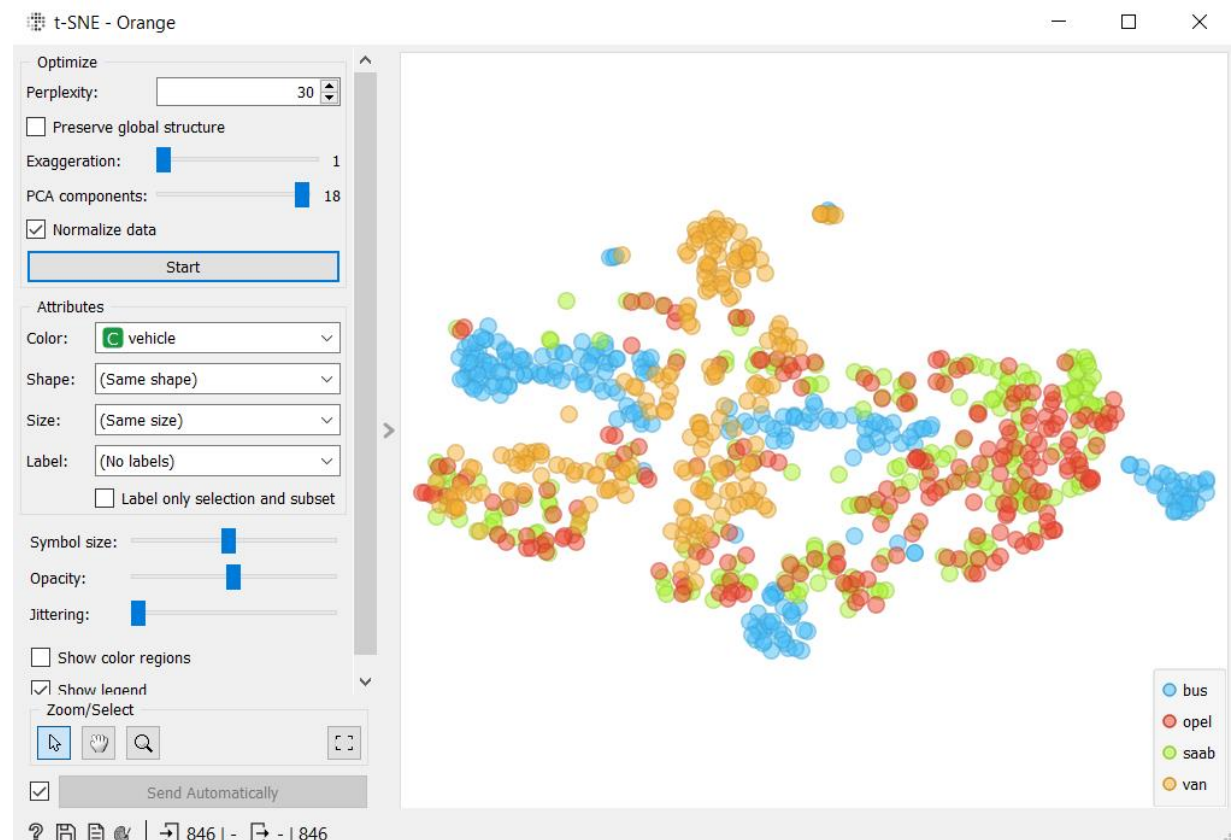 t-SNE - Orange
Optimize
Perplexity: 30
Preserve global structure
Exaggeration: 1
PCA components: 18
Normalize data
Start
Attributes
Color: C vehicle
Shape: (Same shape)
Size: (Same size)
Label: (No labels)
Label only selection and subset
Symbol size:
Opacity:
Jittering:
Show color regions
Show legend
Zoom/Select
Send Automatically
? 846 | - - | 846
bus
opel
saab
van